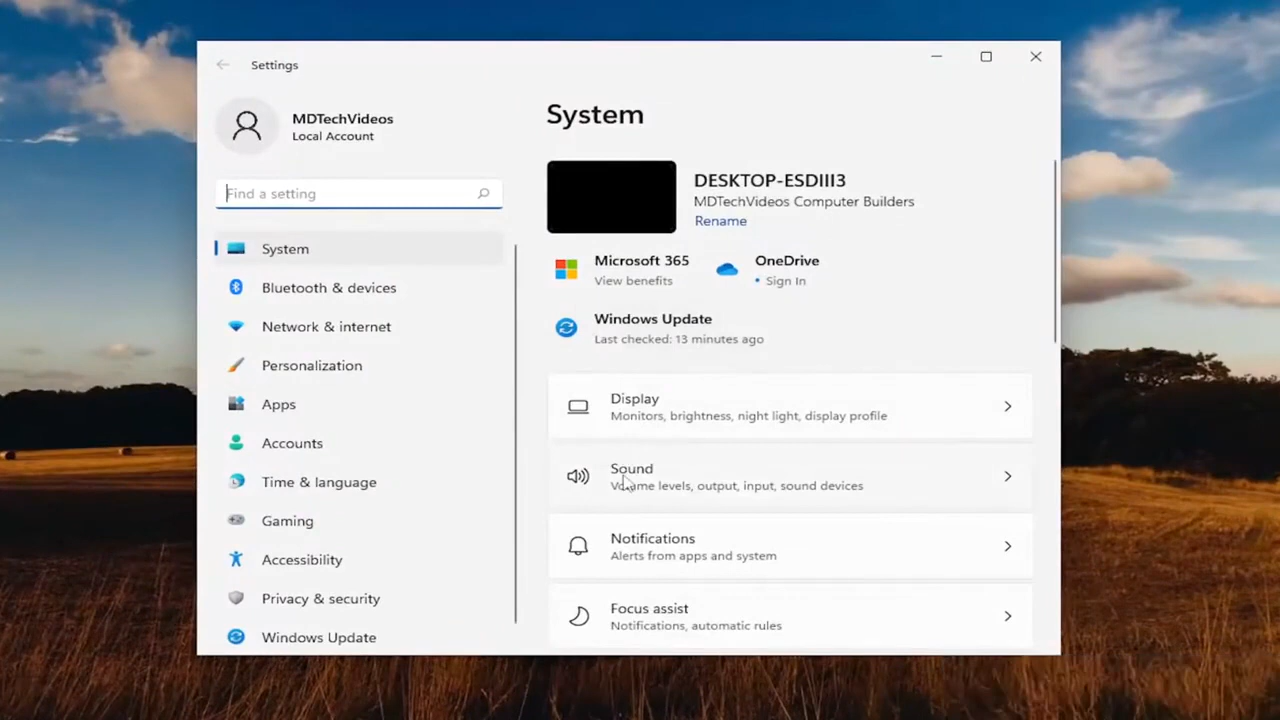 Settings
MDTechVideos
Local Account
Find a setting
System
Bluetooth & devices
Network & internet
Personalization
Apps
Accounts
Time & language
Gaming
Accessibility
Privacy & security
Windows Update
System
DESKTOP-ESDIII3
MDTechVideos Computer Builders
Rename
Microsoft 365
View benefits
OneDrive
• Sign In
Windows Update
Last checked: 13 minutes ago
Display
Monitors, brightness, night light, display profile
Sound
Volume levels, output, input, sound devices
Notifications
Alerts from apps and system
Focus assist
Notifications, automatic rules